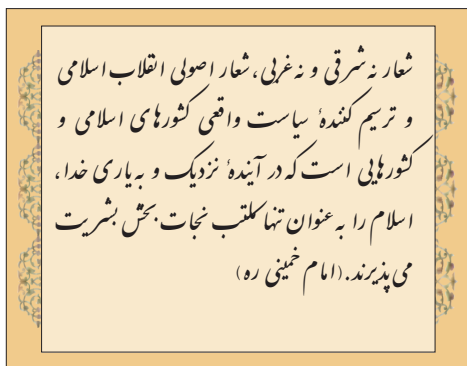 شعار نه شرقی و نه غربی، شعار اصولی انقلاب اسلامی
و ترسیم کنندهٔ سیاست واقعی کشورهای اسلامی و
کشورهایی است که در آیندهٔ نزدیک و به یاری خدا،
اسلام را به عنوان تنها مکتب نجات بخش بشریت
می پذیرند. (امام خمینی ره)